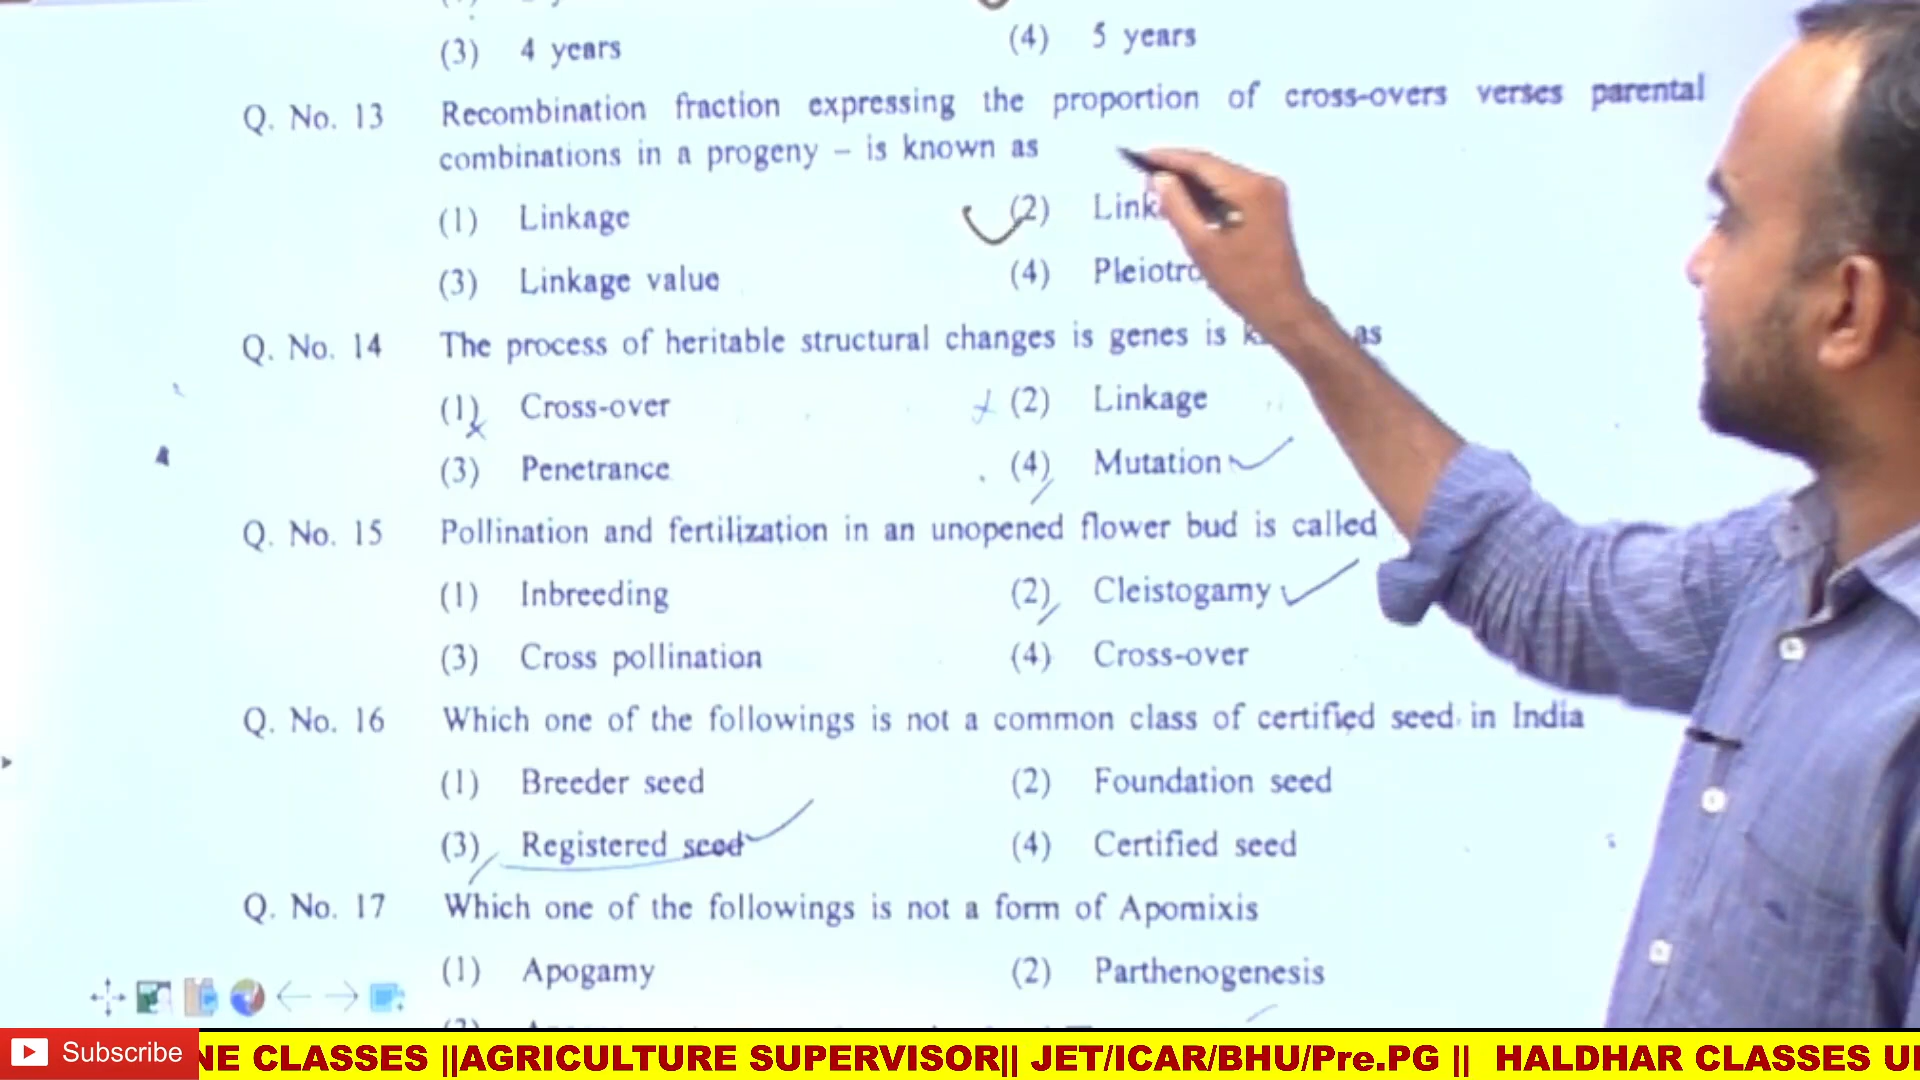 (3) 4 years (4) 5 years
Q. No. 13 Recombination fraction expressing the proportion of cross-overs verses parental
combinations in a progeny – is known as
(1) Linkage (2)
(3) Linkage value (4)
Q. No. 14 The process of heritable structural changes is genes is as
(1) Cross-over (2) Linkage
(3) Penetrance (4) Mutation
Q. No. 15 Pollination and fertilization in an unopened flower bud is called
(1) Inbreeding (2) Cleistogamy
(3) Cross pollination (4) Cross-over
Q. No. 16 Which one of the followings is not a common class of certified seed in India
(1) Breeder seed (2) Foundation seed
(3) Registered seed (4) Certified seed
Q. No. 17 Which one of the followings is not a form of Apomixis
(1) Apogamy (2) Parthenogenesis
Subscribe NE CLASSES ||AGRICULTURE SUPERVISOR|| JET/ICAR/BHU/Pre.PG || HALDHAR CLASSES